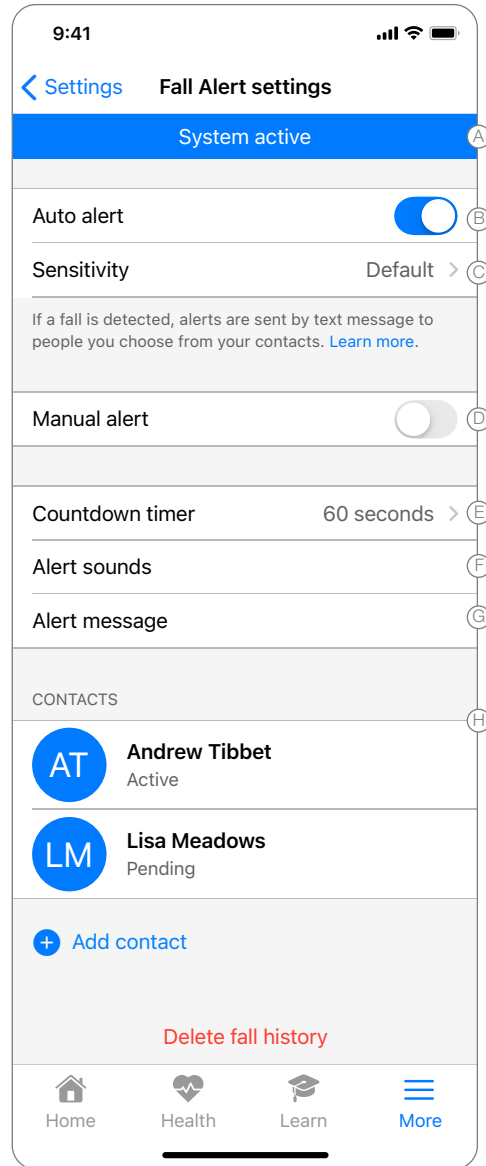 9:41
Settings Fall Alert settings
System active A
Auto alert B
Sensitivity Default C
If a fall is detected, alerts are sent by text message to
people you choose from your contacts. Learn more.
Manual alert D
Countdown timer 60 seconds E
Alert sounds F
Alert message G
CONTACTS
H
AT Andrew Tibbet
Active
LM Lisa Meadows
Pending
Add contact
Delete fall history
Home Health Learn More